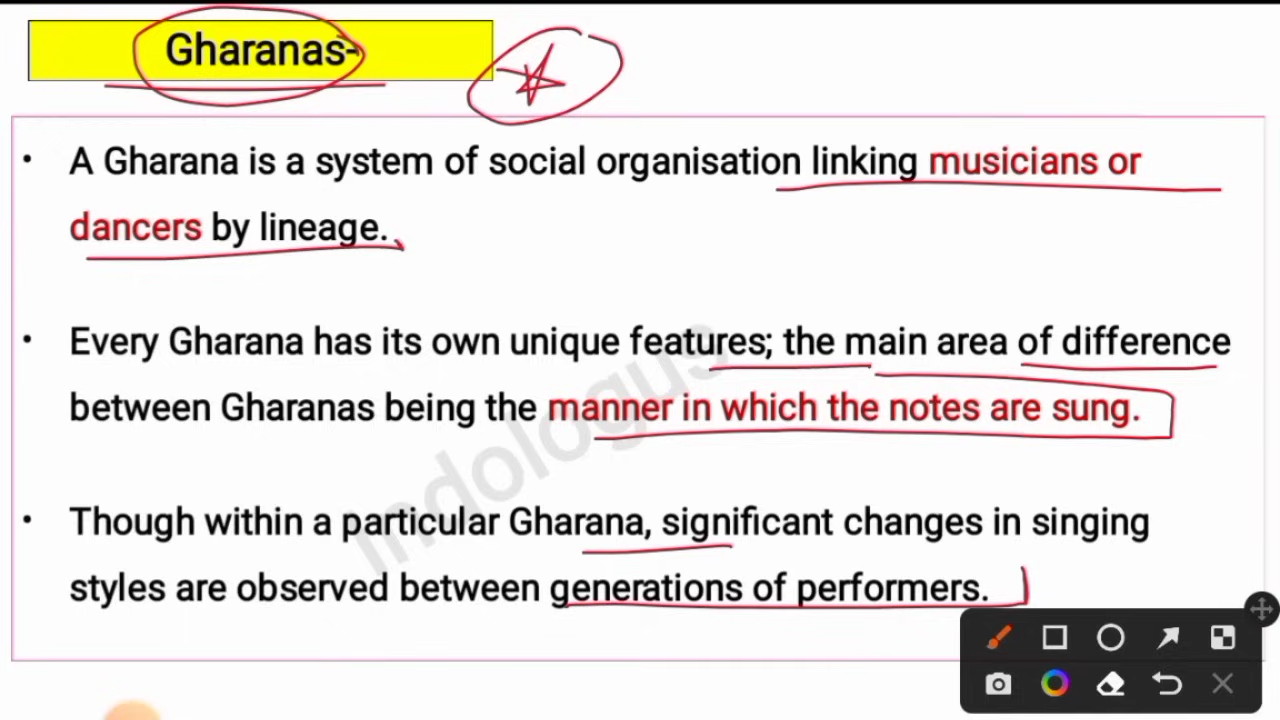 Gharanas-
• A Gharana is a system of social organisation linking musicians or
dancers by lineage.
• Every Gharana has its own unique features; the main area of difference
between Gharanas being the manner in which the notes are sung.
• Though within a particular Gharana, significant changes in singing
styles are observed between generations of performers.
Indologus